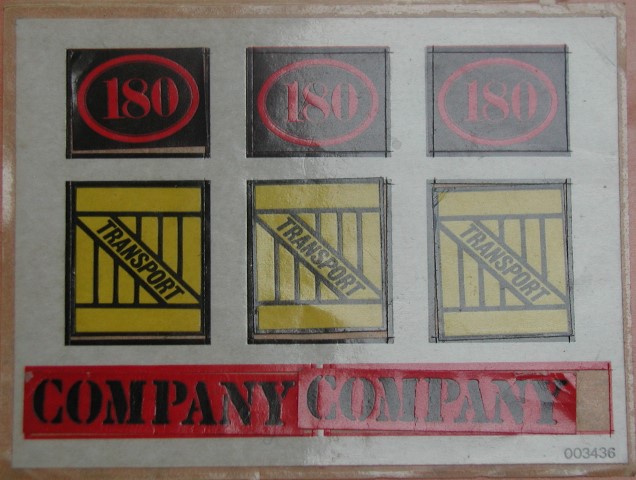 180 180 180
TRANSPORT TRANSPORT TRANSPORT
COMPANY COMPANY
003436